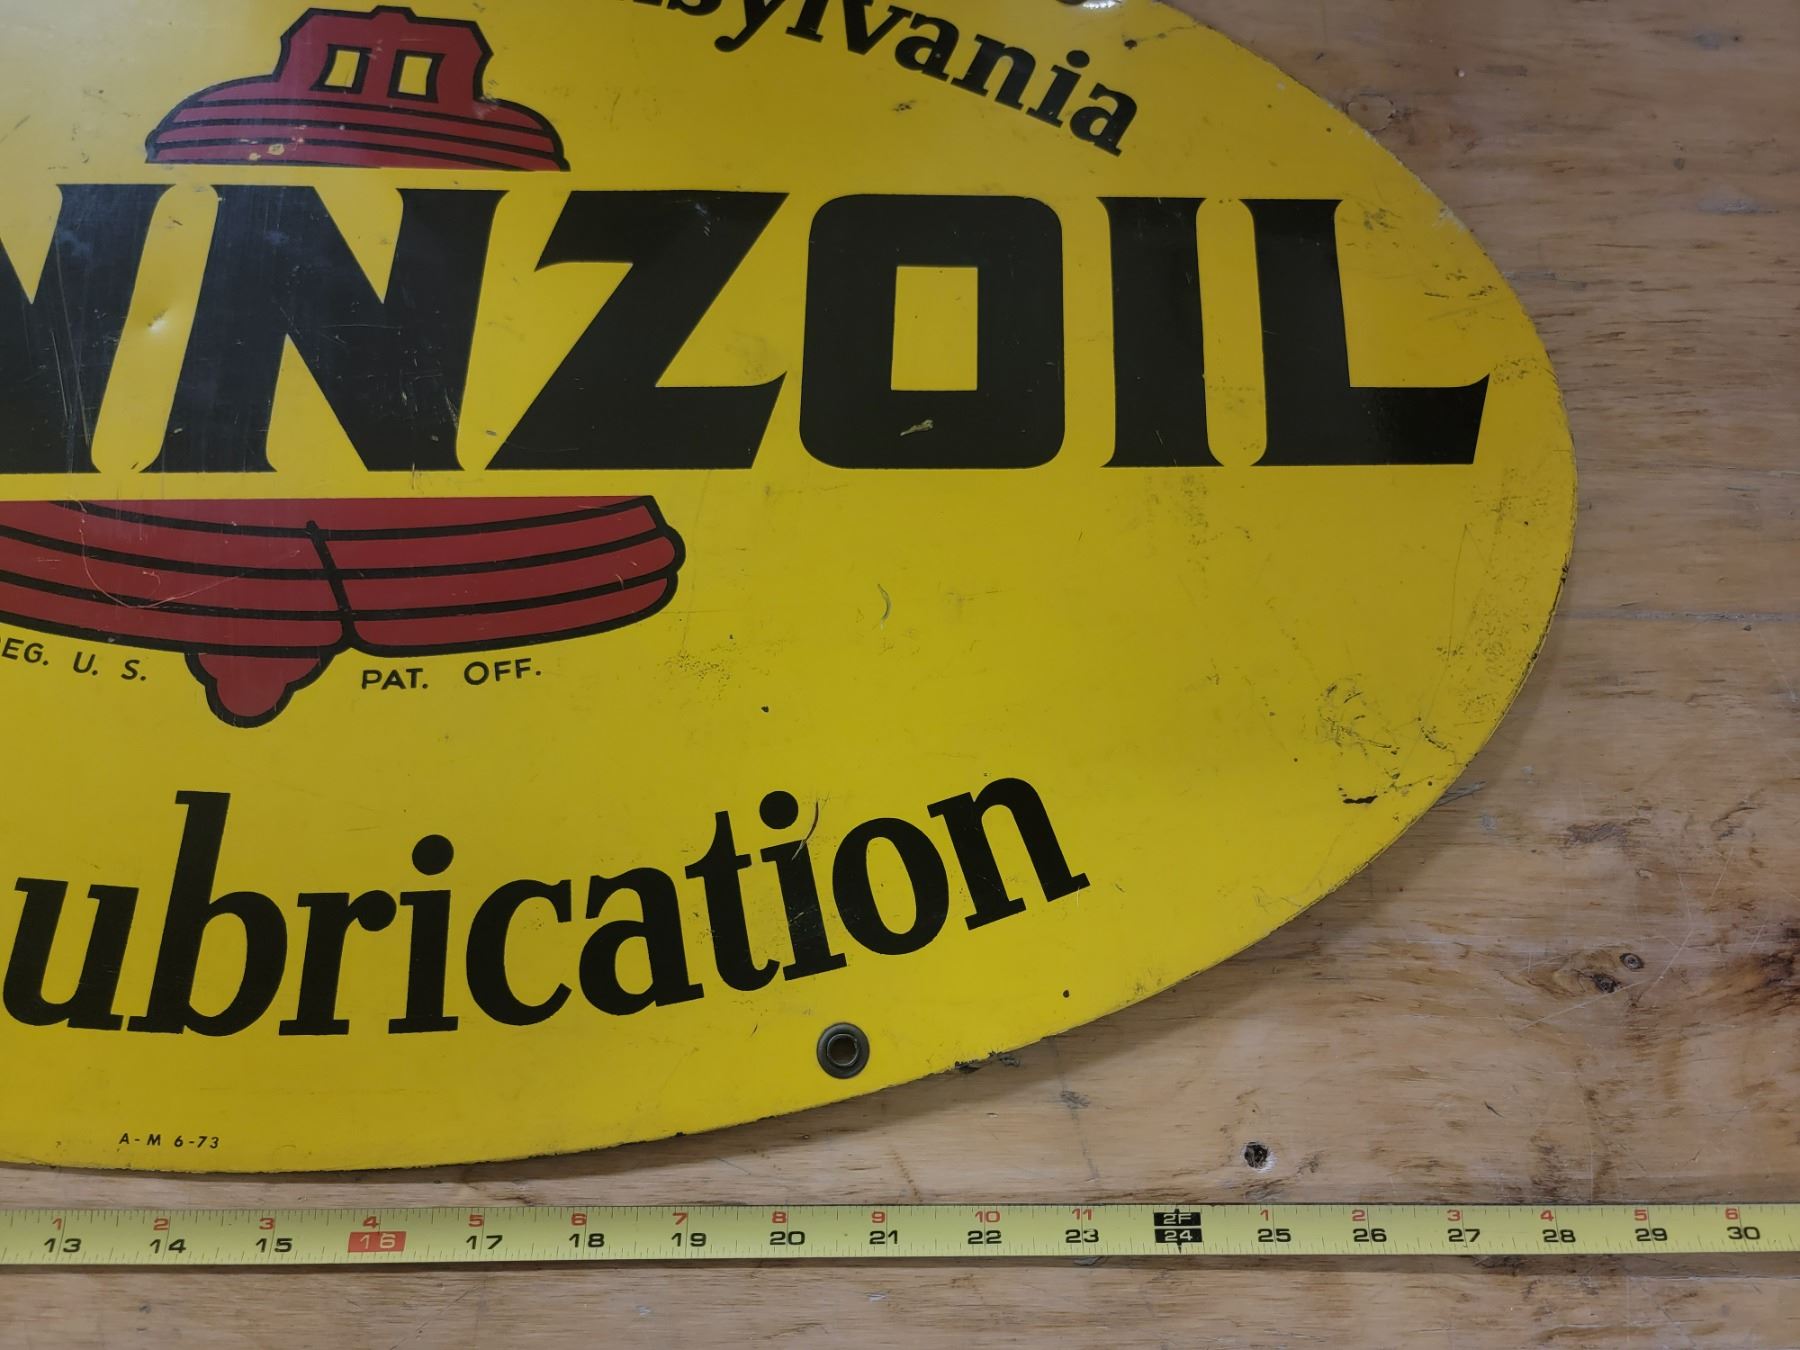 sylvania
NNZOIL
EG. U. S. PAT. OFF.
ubrication
A-M 6-73
1 2 3 4 5 6 7 8 9 10 11 2F 1 2 3 4 5 6
13 14 15 16 17 18 19 20 21 22 23 24 25 26 27 28 29 30